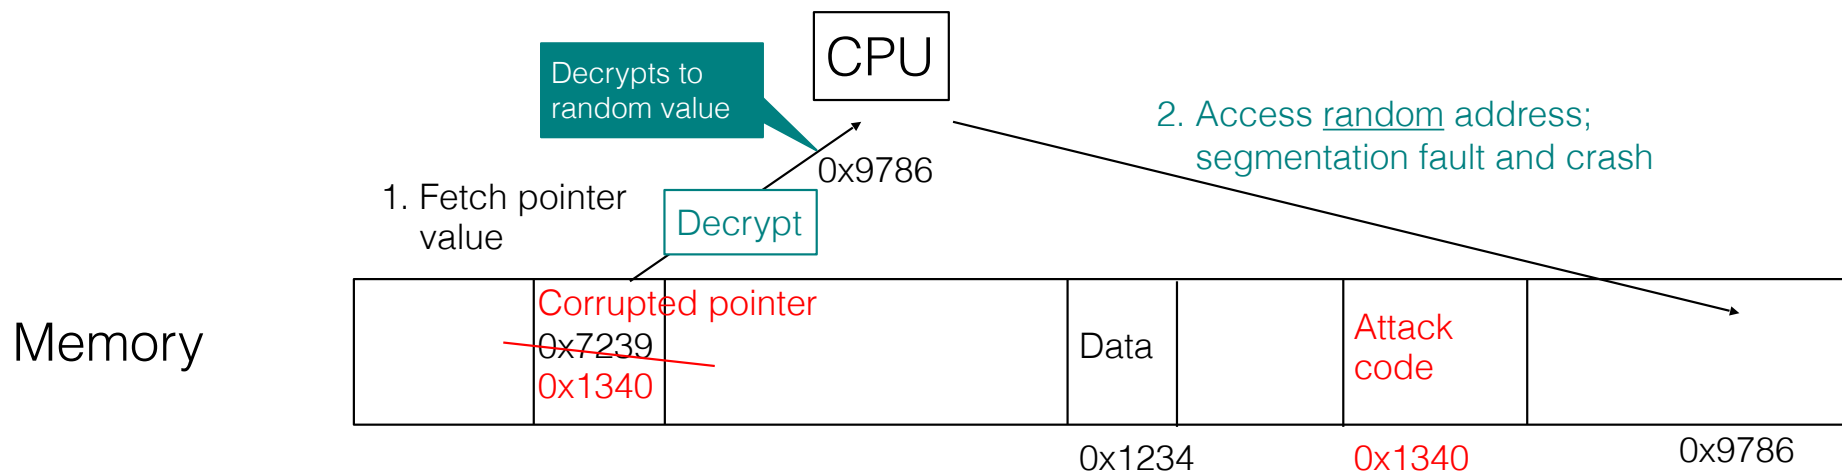 CPU
Decrypts to
random value
2. Access random address;
segmentation fault and crash
0x9786
1. Fetch pointer
value
Decrypt
Memory
Corrupted pointer
0x7239
0x1340
Data
Attack
code
0x1234
0x1340
0x9786